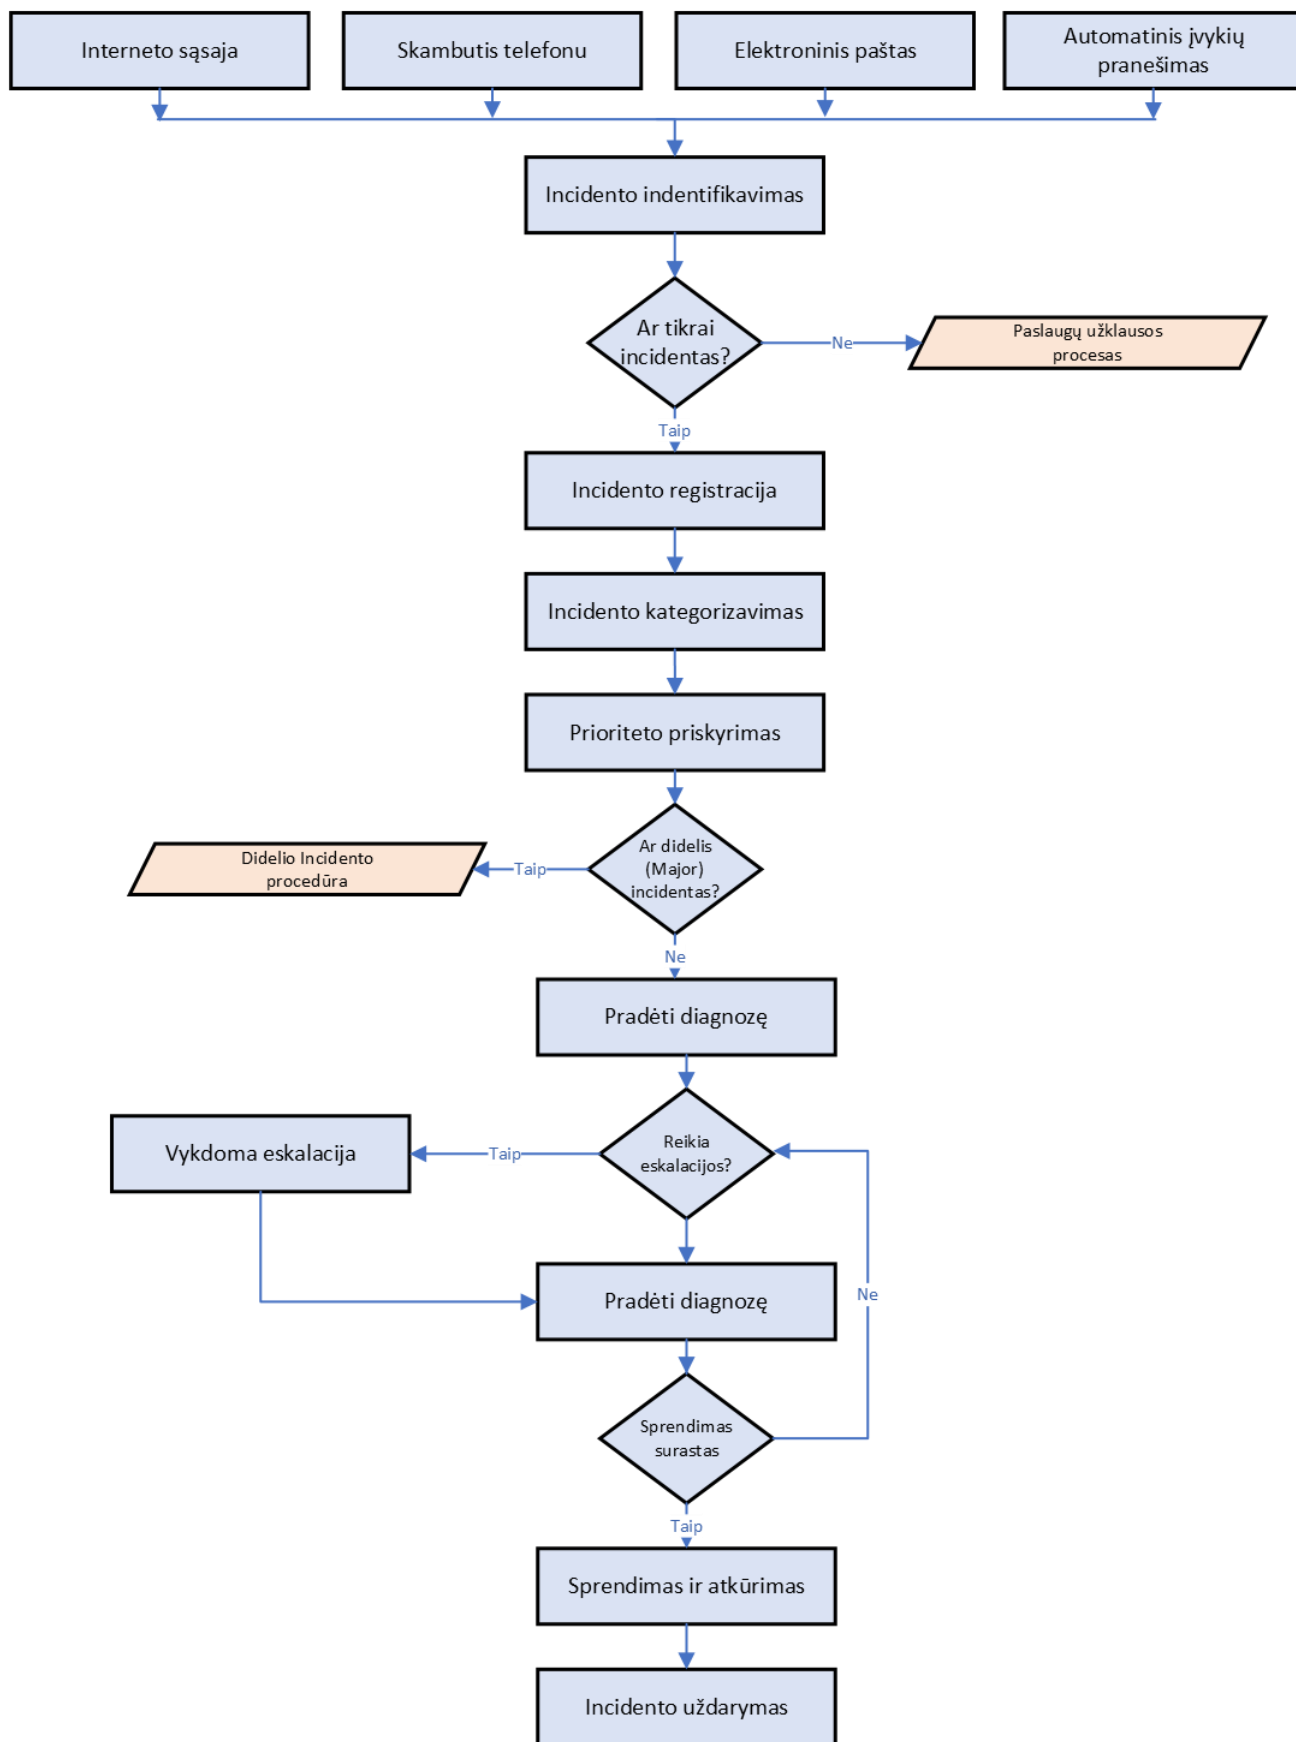 Interneto sąsaja
Skambutis telefonu
Elektroninis paštas
Automatinis įvykių
pranešimas
Incidento indentifikavimas
Ar tikrai
incidentas?
Ne
Paslaugų užklausos
procesas
Taip
Incidento registracija
Incidento kategorizavimas
Prioriteto priskyrimas
Ar didelis
(Major)
incidentas?
Taip
Didelio Incidento
procedūra
Ne
Pradėti diagnozę
Reikia
eskalacijos?
Taip
Vykdoma eskalacija
Ne
Pradėti diagnozę
Sprendimas
surastas
Taip
Sprendimas ir atkūrimas
Incidento uždarymas